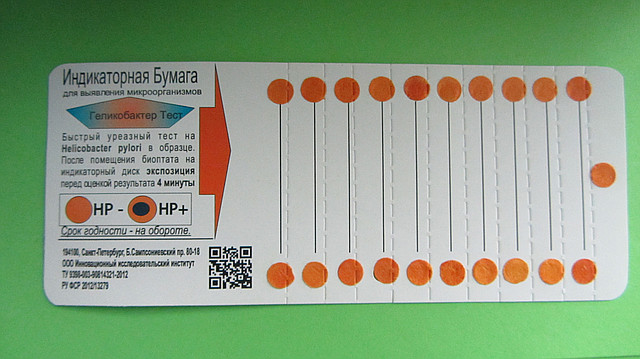 Индикаторная Бумага
для выявления микроорганизмов
Геликобактер Тест
Быстрый уреазный тест на
Helicobacter pylori в образце.
После помещения биоптата на
индикаторный диск экспозиция
перед оценкой результата 4 минуты
HP - HP+
Срок годности - на обороте.
194100, Санкт-Петербург, Б.Сампсониевский пр. 80-18
ООО Инновационный исследовательский институт
ТУ 9398-003-90814321-2012
РУ ФСР 2012/13279